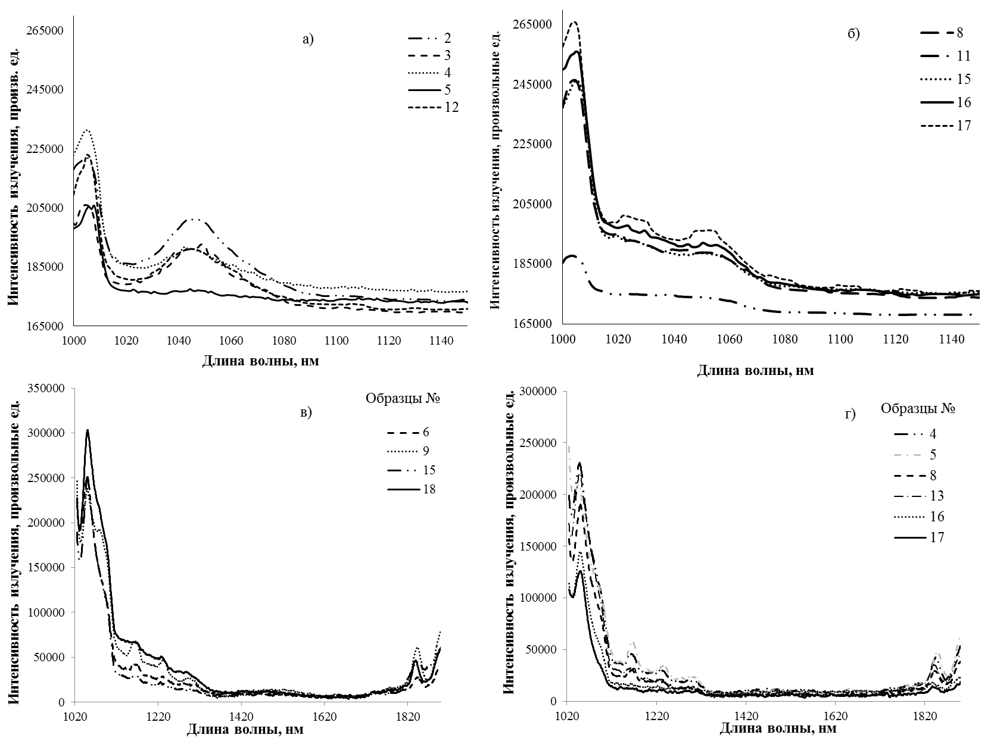 а)
Интенсивность излучения, произв. ед.
265000
245000
225000
205000
185000
165000
1000 1020 1040 1060 1080 1100 1120 1140
Длина волны, нм
2
3
4
5
12
б)
Интенсивность излучения, произвольные ед.
265000
245000
225000
205000
185000
165000
1000 1020 1040 1060 1080 1100 1120 1140
Длина волны, нм
8
11
15
16
17
в)
Образцы №
6
9
15
18
Интенсивность излучения, произвольные ед.
350000
300000
250000
200000
150000
100000
50000
0
1020 1220 1420 1620 1820
Длина волны, нм
г)
Образцы №
4
5
8
13
16
17
Интенсивность излучения, произвольные ед.
300000
250000
200000
150000
100000
50000
0
1020 1220 1420 1620 1820
Длина волны, нм